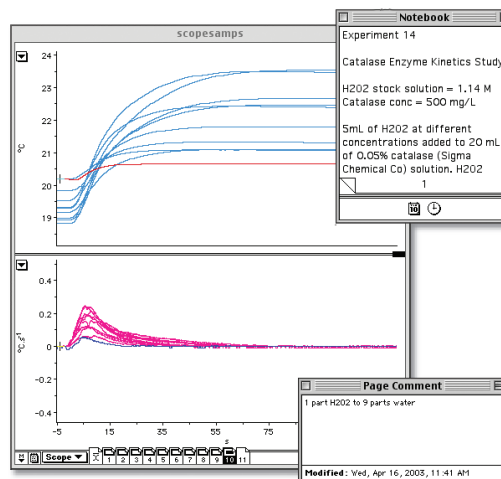 scopesamps
24
23
22
21
20
19
°C
0.4
0.2
0
-0.2
-0.4
°C.s⁻¹
-5
15
35
55
75
s
Scope
1 2 3 4 5 6 7 8 9 10 11
Notebook
Experiment 14
Catalase Enzyme Kinetics Study
H2O2 stock solution = 1.14 M
Catalase conc = 500 mg/L
5mL of H2O2 at different
concentrations added to 20 mL
of 0.05% catalase (Sigma
Chemical Co) solution. H2O2
1
10
Page Comment
1 part H2O2 to 9 parts water
Modified: Wed, Apr 16, 2003, 11:41 AM